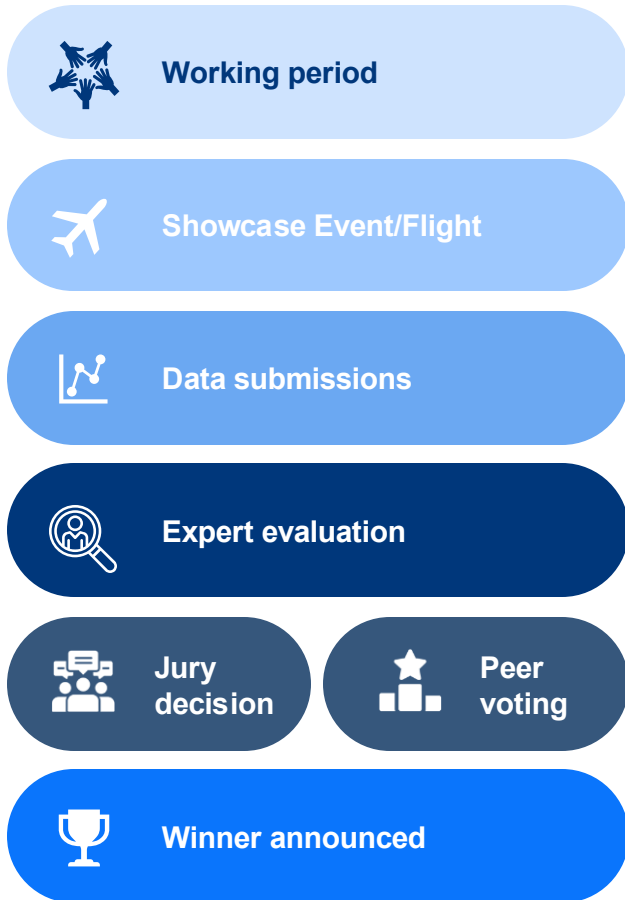 Working period
Showcase Event/Flight
Data submissions
Expert evaluation
Jury
decision
Peer
voting
Winner announced